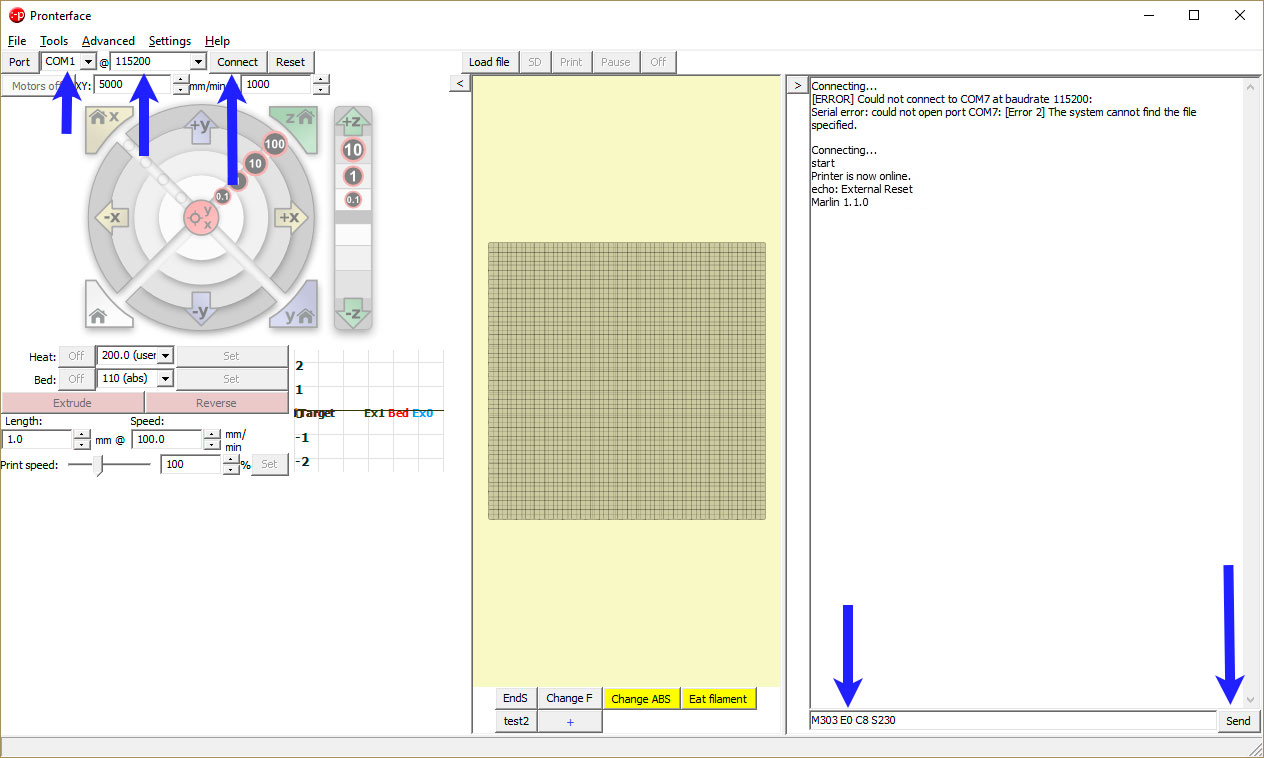 Pronterface
File Tools Advanced Settings Help
Port COM1 @ 115200 Connect Reset Load file SD Print Pause Off
Motors of XY: 5000 mm/min 1000 < >
x +y z +z
100 10 1
10 1 0.1
0.1
-x y x +x
-y y -z
Heat: Off 200.0 (user Set
Bed: Off 110 (abs) Set
Extrude Reverse
Length: Speed:
1.0 mm @ 100.0 mm/
min
Print speed: 100 % Set
2
1
0 Target Ex1 Bed Ex0
-1
-2
EndS Change F Change ABS Eat filament
test2 +
Connecting...
[ERROR] Could not connect to COM7 at baudrate 115200:
Serial error: could not open port COM7: [Error 2] The system cannot find the file
specified.
Connecting...
start
Printer is now online.
echo: External Reset
Marlin 1.1.0
M303 E0 C8 S230 Send